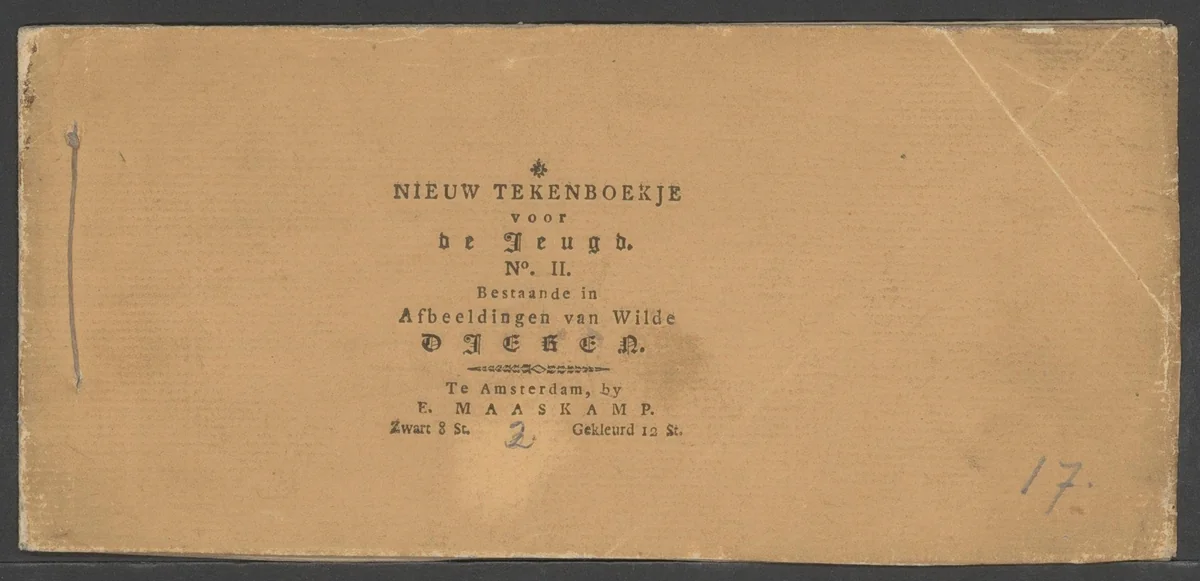 NIEUW TEKENBOEKJE
voor
de Jeugd.
Nº. II.
Bestaande in
Afbeeldingen van Wilde
DIEREN.
Te Amsterdam, by
E. MAASKAMP.
Zwart 8 St. 2 Gekleurd 12 St.
17.